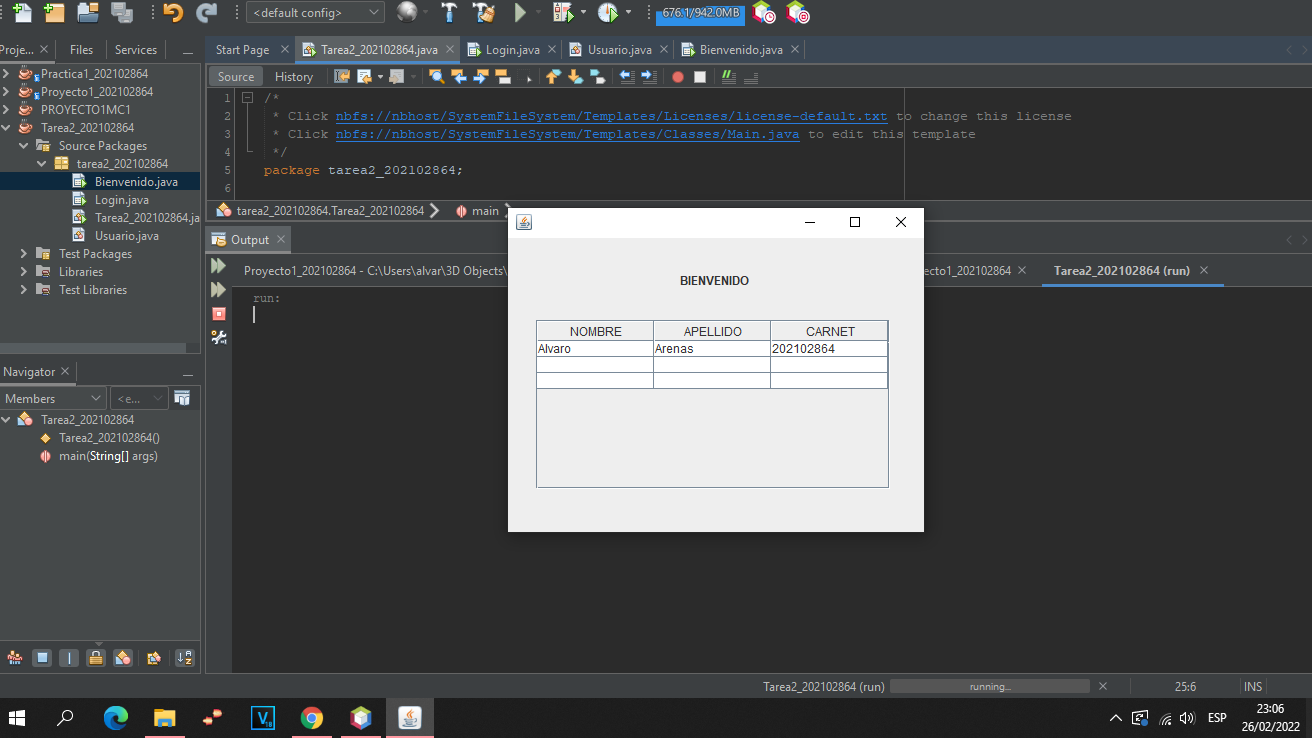 <default config>
676.1/942.0MB
Proje...
Files
Services
Start Page
Tarea2_202102864.java
Login.java
Usuario.java
Bienvenido.java
Practica1_202102864
Proyecto1_202102864
PROYECTO1MC1
Tarea2_202102864
Source Packages
tarea2_202102864
Bienvenido.java
Login.java
Tarea2_202102864.ja
Usuario.java
Test Packages
Libraries
Test Libraries
Source
History
1 /*
2 * Click nbfs://nbhost/SystemFileSystem/Templates/Licenses/license-default.txt to change this license
3 * Click nbfs://nbhost/SystemFileSystem/Templates/Classes/Main.java to edit this template
4 */
5 package tarea2_202102864;
6
tarea2_202102864.Tarea2_202102864
main
Output
Proyecto1_202102864 - C:\Users\alvar\3D Objects\
ecto1_202102864
Tarea2_202102864 (run)
run:
BIENVENIDO
NOMBRE APELLIDO CARNET
Alvaro Arenas 202102864
Navigator
Members
<e...
Tarea2_202102864
Tarea2_202102864()
main(String[] args)
Tarea2_202102864 (run)
running...
25:6
INS
ESP
23:06
26/02/2022